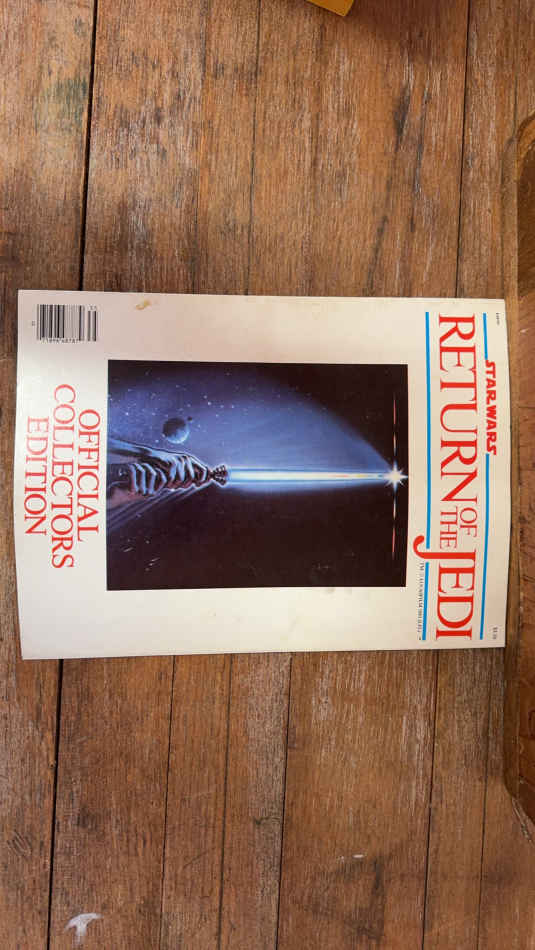 STAR WARS
RETURN OF THE JEDI
OFFICIAL
COLLECTORS
EDITION